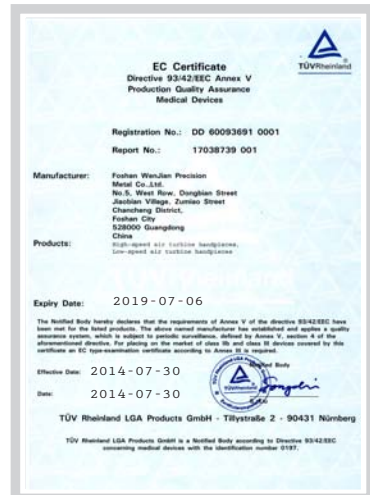 TÜVRheinland
EC Certificate
Directive 93/42/EEC Annex V
Production Quality Assurance
Medical Devices
Registration No.: DD 60093691 0001
Report No.: 17038739 001
Manufacturer: Foshan WenJian Precision
Metal Co.,Ltd.
No.5, West Row, Dongbian Street
Jiaobian Village, Zumiao Street
Chancheng District,
Foshan City
528000 Guangdong
China
Products: High-speed air turbine handpieces,
Low-speed air turbine handpieces
Expiry Date: 2019-07-06
The Notified Body hereby declares that the requirements of Annex V of the directive 93/42/EEC have
been met for the listed products. The above named manufacturer has established and applies a quality
assurance system, which is subject to periodic surveillance, defined by Annex V, section 4 of the
aforementioned directive. For placing on the market of class IIb and class III devices covered by this
certificate an EC type-examination certificate according to Annex III is required.
Effective Date: 2014-07-30
Notified Body
Date: 2014-07-30
TÜV Rheinland LGA Products GmbH - Tillystraße 2 - 90431 Nürnberg
TÜV Rheinland LGA Products GmbH is a Notified Body according to Directive 93/42/EEC
concerning medical devices with the identification number 0197.